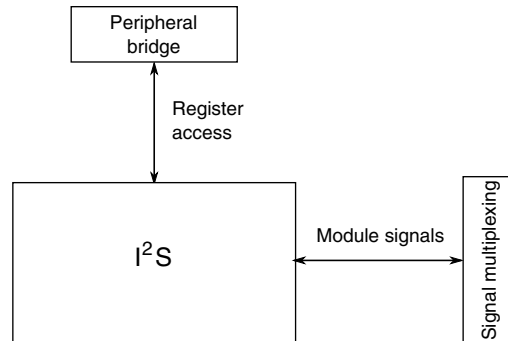 Peripheral
bridge
Register
access
I²S
Module signals
Signal multiplexing